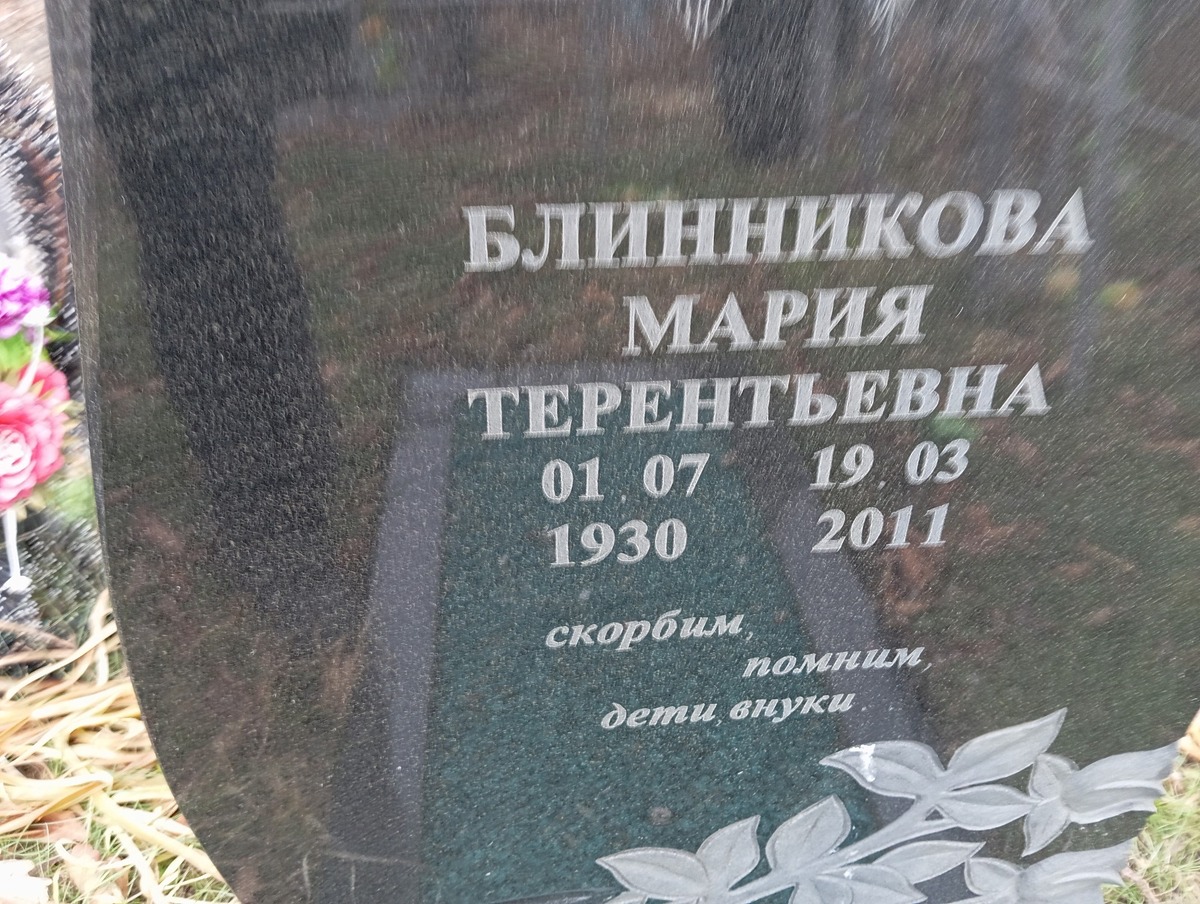 БЛИННИКОВА
МАРИЯ
ТЕРЕНТЬЕВНА
01.07 19.03
1930 2011
скорбим,
помним,
дети, внуки.